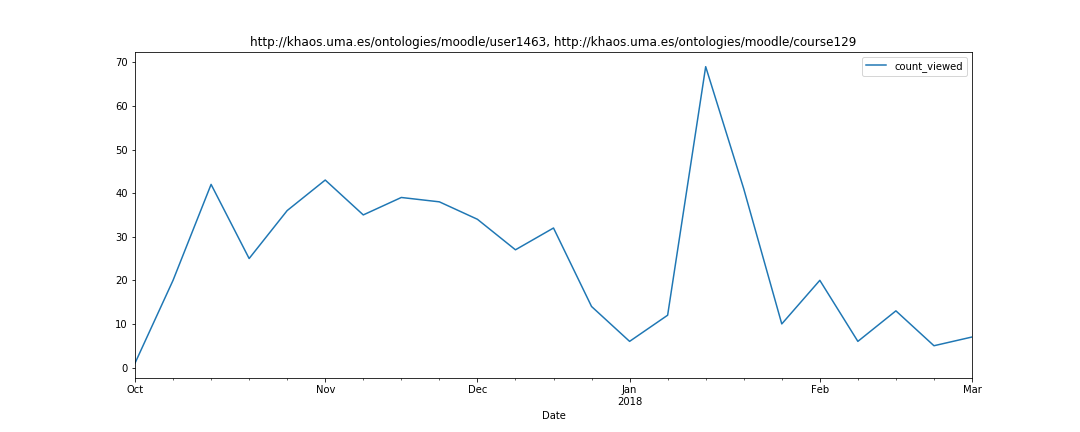 http://khaos.uma.es/ontologies/moodle/user1463, http://khaos.uma.es/ontologies/moodle/course129
count_viewed
70
60
50
40
30
20
10
0
Oct Nov Dec Jan Feb Mar
2018
Date